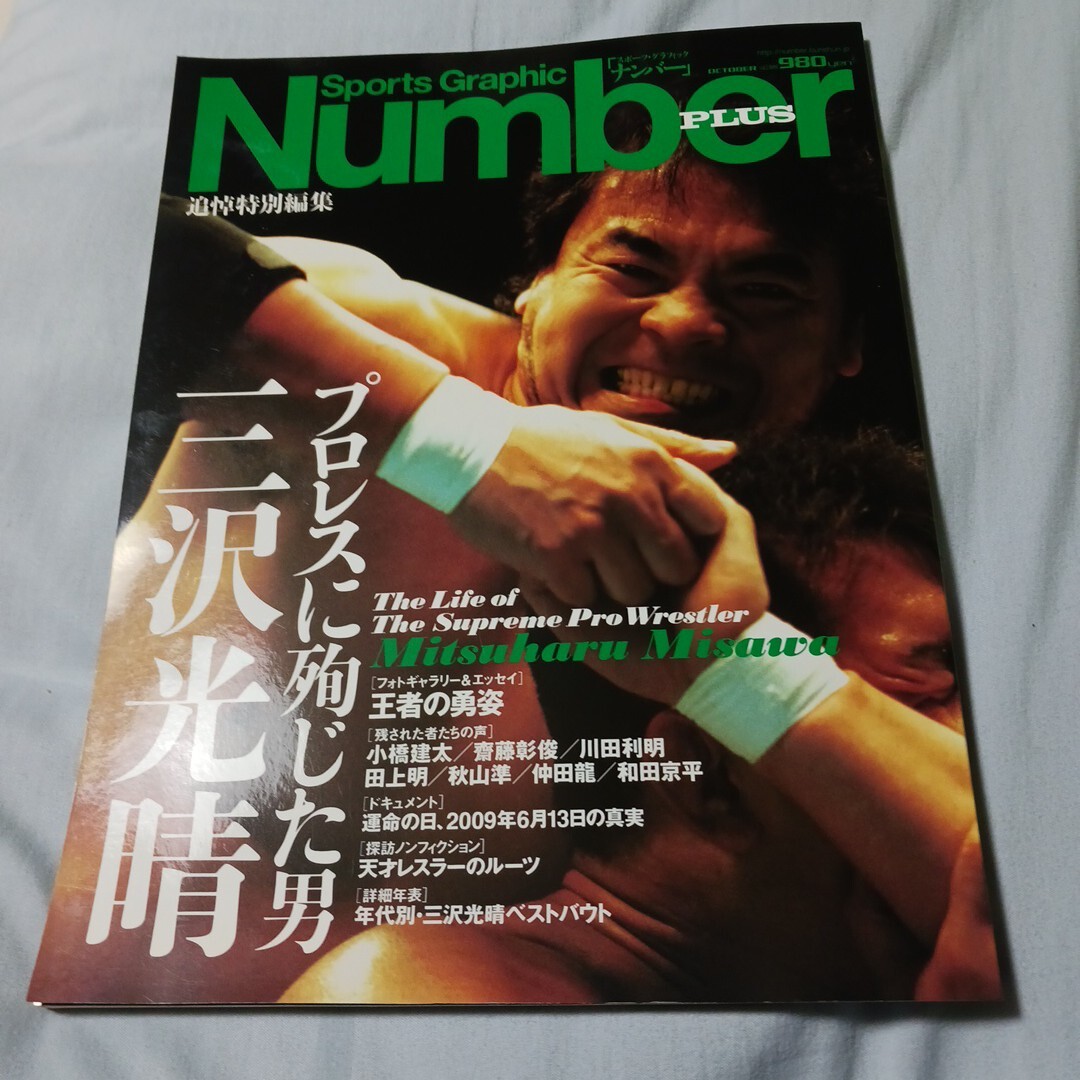 Sports Graphic
Number
PLUS
スポーツ・グラフィック
「ナンバー」
OCTOBER
980yen
追悼特別編集
プロレスに殉じた男
三沢光晴
The Life of
The Supreme Pro Wrestler
Mitsuharu Misawa
[フォトギャラリー&エッセイ]
王者の勇姿
[残された者たちの声]
小橋建太/齋藤彰俊/川田利明
田上明/秋山準/仲田龍/和田京平
[ドキュメント]
運命の日、2009年6月13日の真実
[探訪ノンフィクション]
天才レスラーのルーツ
[詳細年表]
年代別・三沢光晴ベストバウト